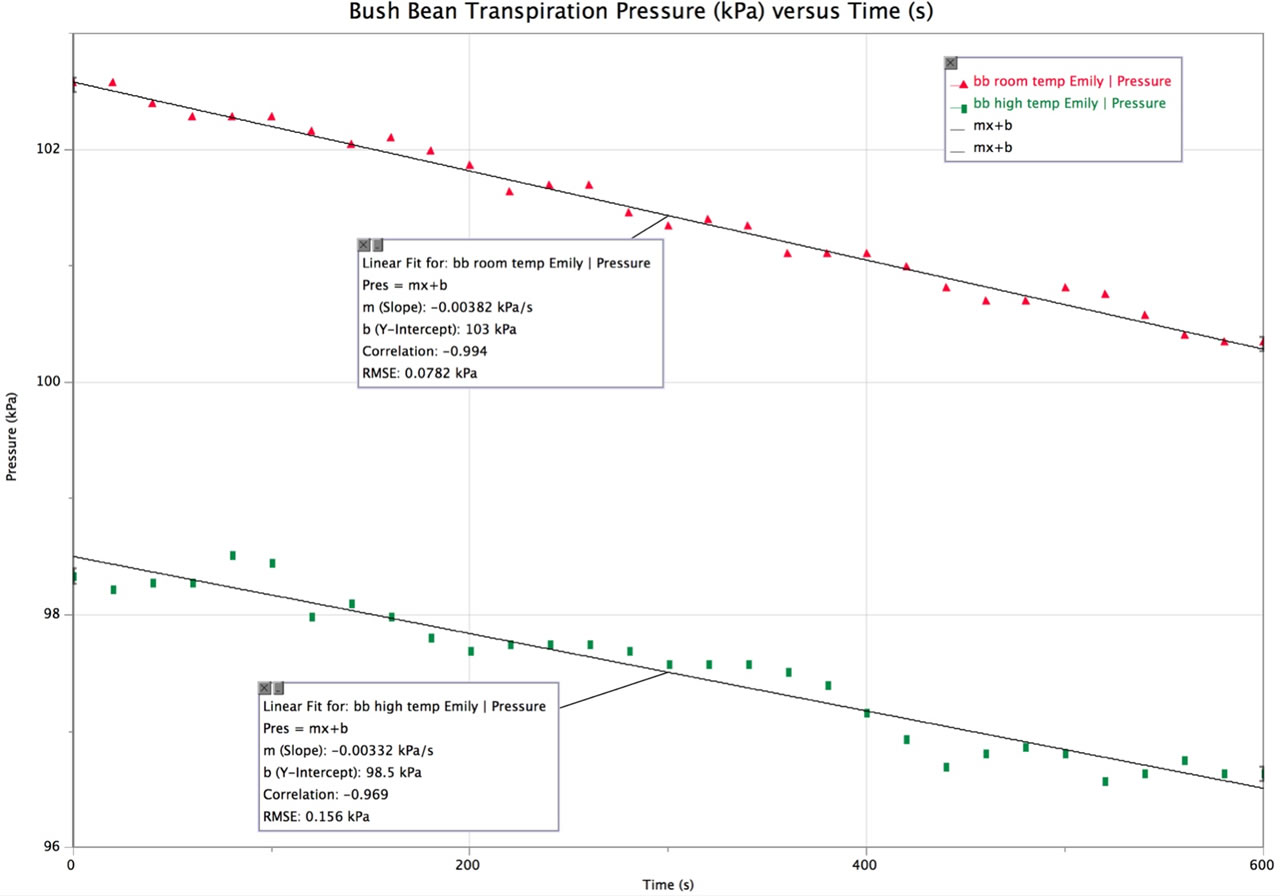 Bush Bean Transpiration Pressure (kPa) versus Time (s)
bb room temp Emily | Pressure
bb high temp Emily | Pressure
mx+b
mx+b
102
Linear Fit for: bb room temp Emily | Pressure
Pres = mx+b
m (Slope): -0.00382 kPa/s
b (Y-Intercept): 103 kPa
Correlation: -0.994
RMSE: 0.0782 kPa
100
Pressure (kPa)
98
Linear Fit for: bb high temp Emily | Pressure
Pres = mx+b
m (Slope): -0.00332 kPa/s
b (Y-Intercept): 98.5 kPa
Correlation: -0.969
RMSE: 0.156 kPa
96
0 200 400 600
Time (s)